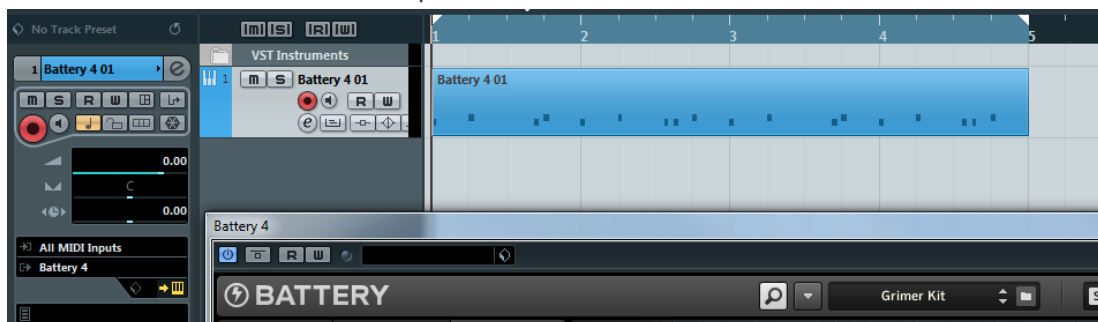 No Track Preset
M S R W
1 2 3 4 5
VST Instruments
1 Battery 4 01 e
1 m S Battery 4 01
Battery 4 01
m S R W
R W
e
0.00
C
0.00
Battery 4
All MIDI Inputs
R W
Battery 4
BATTERY
Grimer Kit
S